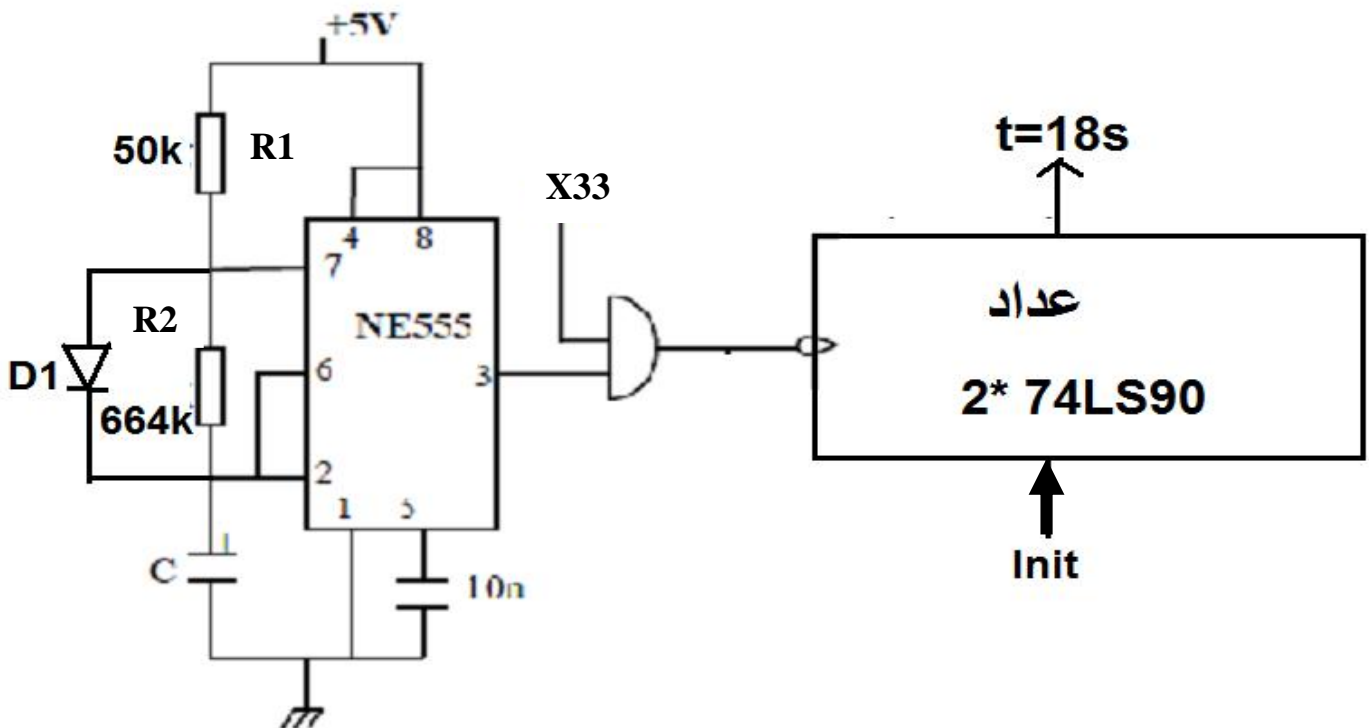 +5V
50k
R1
t=18s
X33
4
8
7
R2
NE555
عداد
D1
6
3
664k
2* 74LS90
2
1
5
C
10n
Init